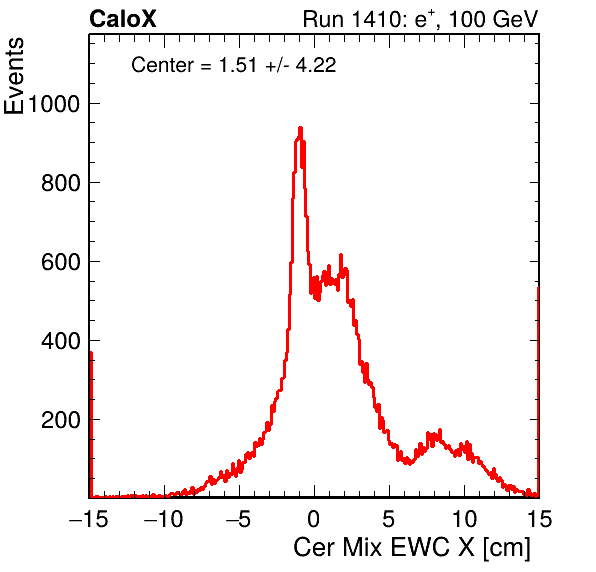 CaloX
Run 1410: e+, 100 GeV
Events
Center = 1.51 +/- 4.22
1000
800
600
400
200
−15 −10 −5 0 5 10 15
Cer Mix EWC X [cm]